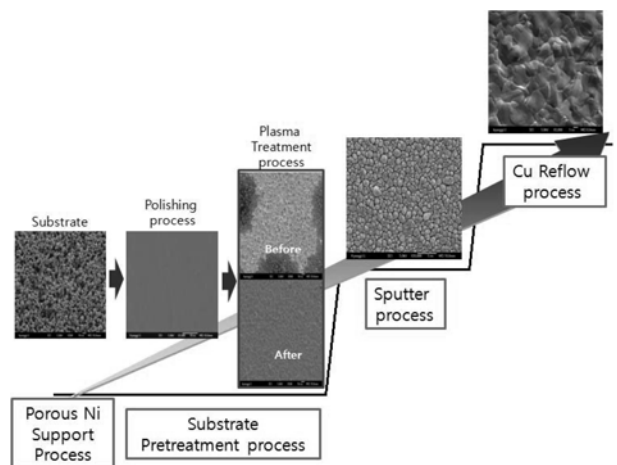 Substrate
Polishing
process
Plasma
Treatment
process
Before
After
Cu Reflow
process
Sputter
process
Porous Ni
Support
Process
Substrate
Pretreatment process